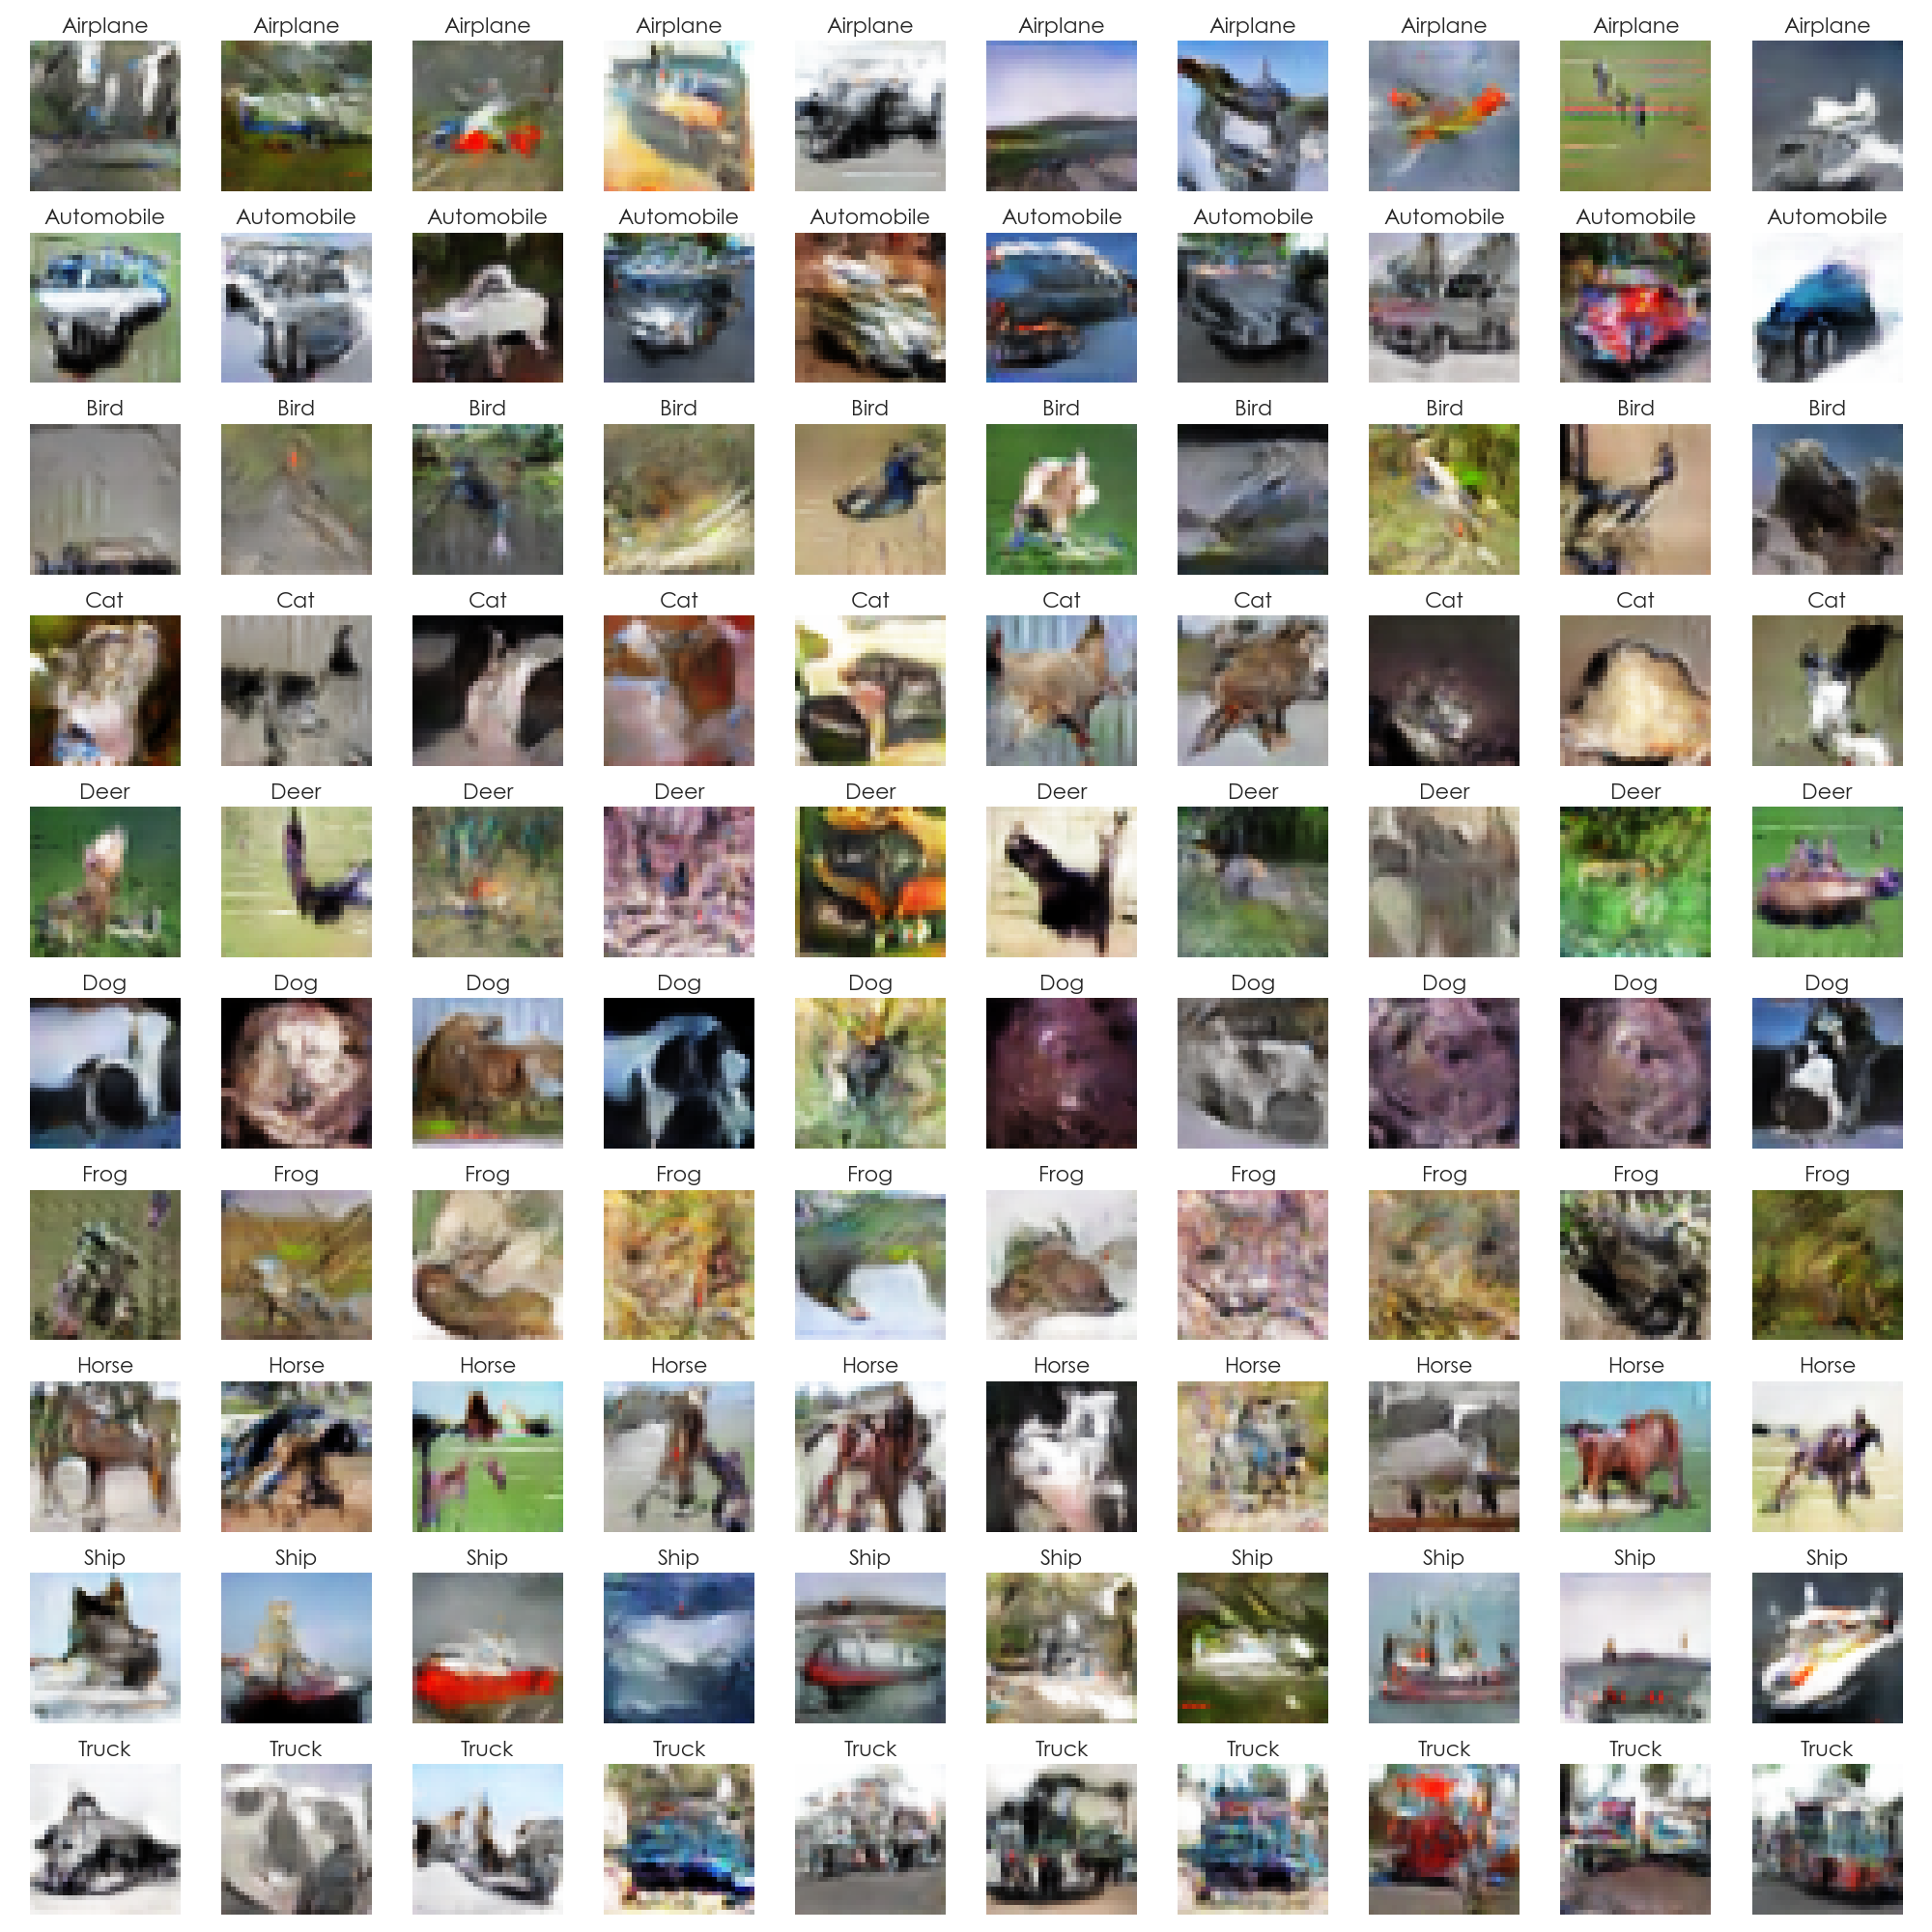 Airplane Airplane Airplane Airplane Airplane Airplane Airplane Airplane Airplane Airplane
Automobile Automobile Automobile Automobile Automobile Automobile Automobile Automobile Automobile Automobile
Bird Bird Bird Bird Bird Bird Bird Bird Bird Bird
Cat Cat Cat Cat Cat Cat Cat Cat Cat Cat
Deer Deer Deer Deer Deer Deer Deer Deer Deer Deer
Dog Dog Dog Dog Dog Dog Dog Dog Dog Dog
Frog Frog Frog Frog Frog Frog Frog Frog Frog Frog
Horse Horse Horse Horse Horse Horse Horse Horse Horse Horse
Ship Ship Ship Ship Ship Ship Ship Ship Ship Ship
Truck Truck Truck Truck Truck Truck Truck Truck Truck Truck